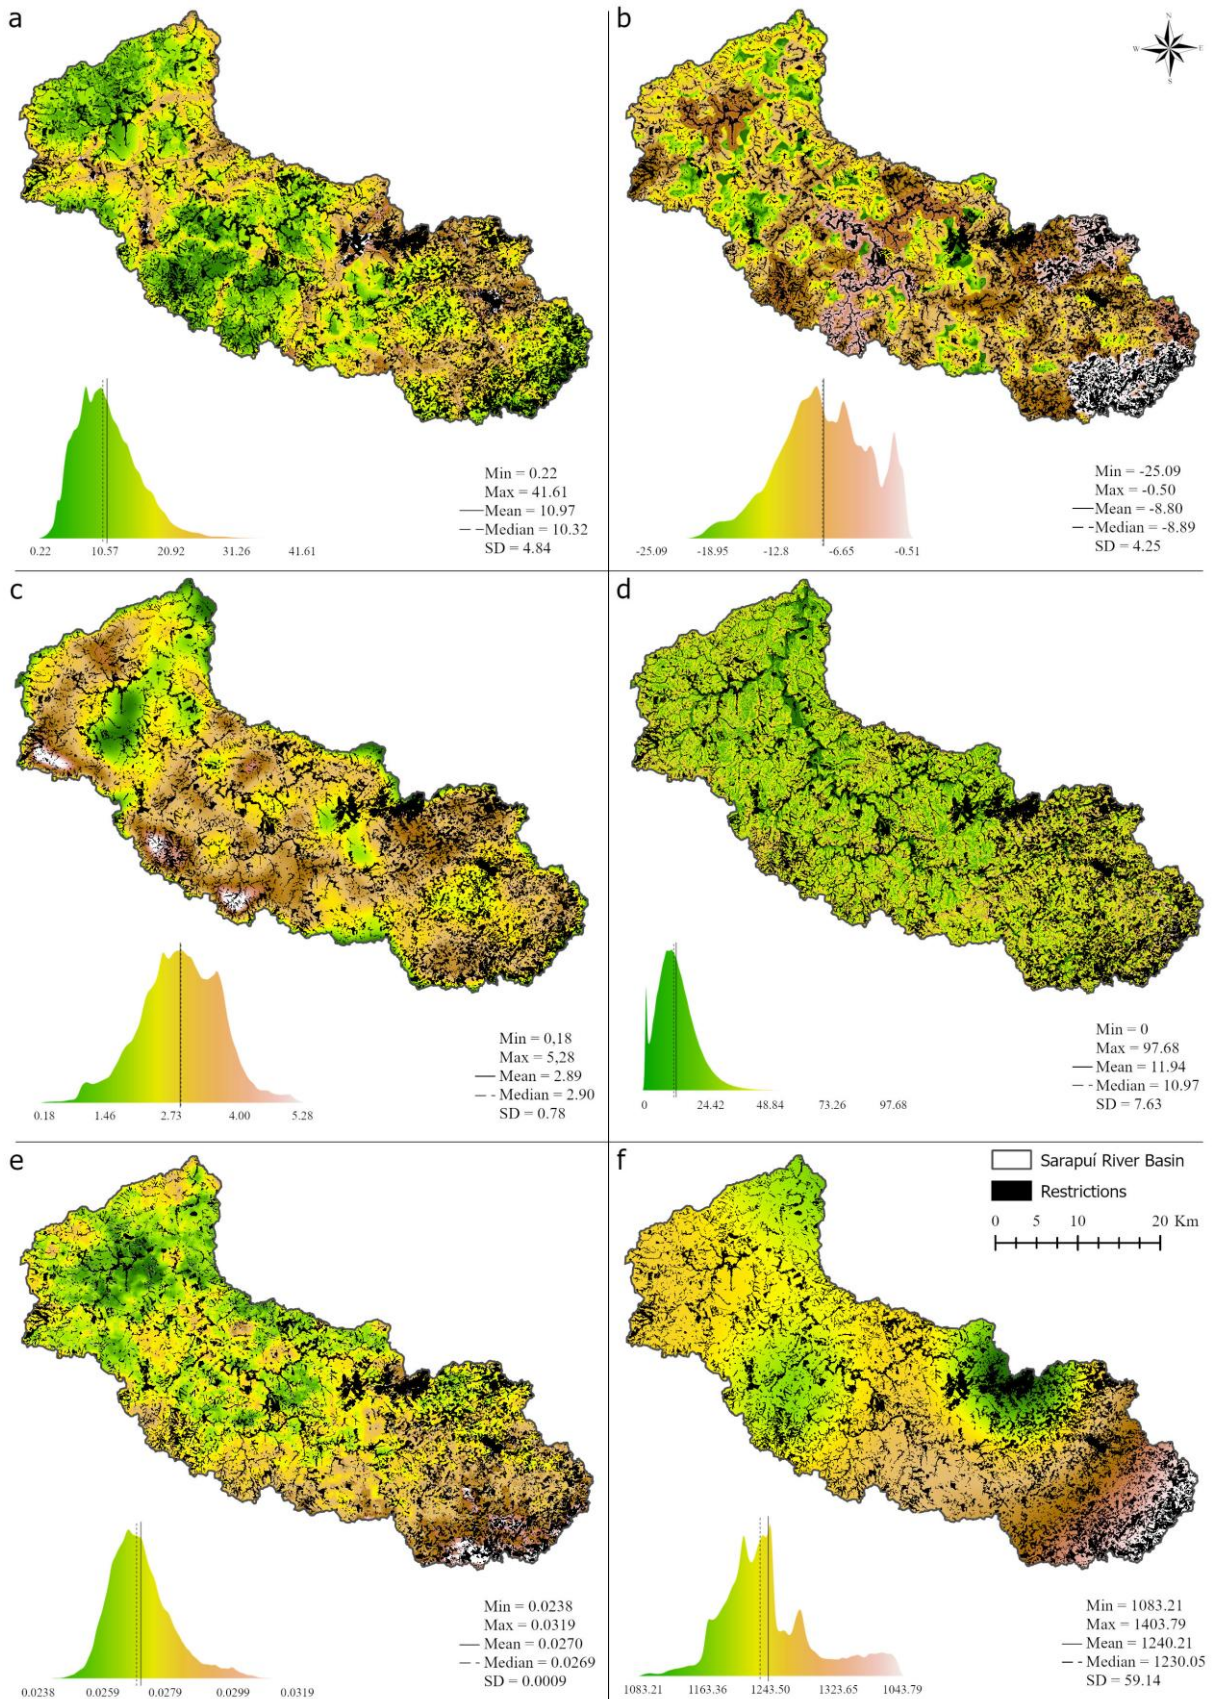 a
b
N
W
E
S
Min = 0.22
Max = 41.61
Mean = 10.97
Median = 10.32
SD = 4.84
0.22 10.57 20.92 31.26 41.61
Min = -25.09
Max = -0.50
Mean = -8.80
Median = -8.89
SD = 4.25
-25.09 -18.95 -12.8 -6.65 -0.51
c
d
Min = 0,18
Max = 5,28
Mean = 2.89
Median = 2.90
SD = 0.78
0.18 1.46 2.73 4.00 5.28
Min = 0
Max = 97.68
Mean = 11.94
Median = 10.97
SD = 7.63
0 24.42 48.84 73.26 97.68
e
f
Sarapuí River Basin
Restrictions
0 5 10 20 Km
Min = 0.0238
Max = 0.0319
Mean = 0.0270
Median = 0.0269
SD = 0.0009
0.0238 0.0259 0.0279 0.0299 0.0319
Min = 1083.21
Max = 1403.79
Mean = 1240.21
Median = 1230.05
SD = 59.14
1083.21 1163.36 1243.50 1323.65 1043.79